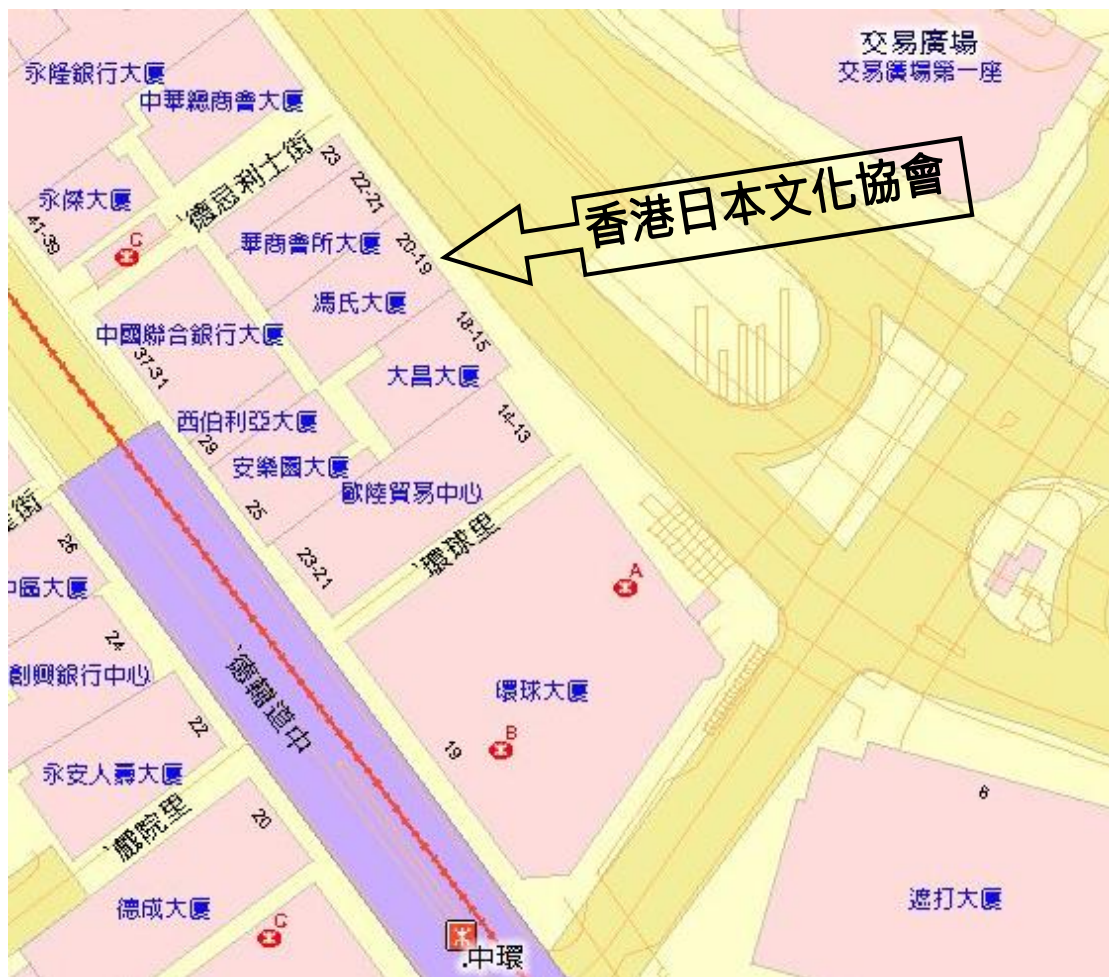 交易廣場
交易廣場第一座
永隆銀行大廈
中華總商會大廈
德忌利士街
23
22-21
香港日本文化協會
永傑大廈
41-39
C
華商會所大廈
20-19
馮氏大廈
18-15
中國聯合銀行大廈
37-31
大昌大廈
14-13
西伯利亞大廈
29
安樂園大廈
歐陸貿易中心
25
23-21
環球里
街
26
中區大廈
A
24
創興銀行中心
德輔道中
環球大廈
22
19
B
永安人壽大廈
戲院里
20
6
德成大廈
C
遮打大廈
中環